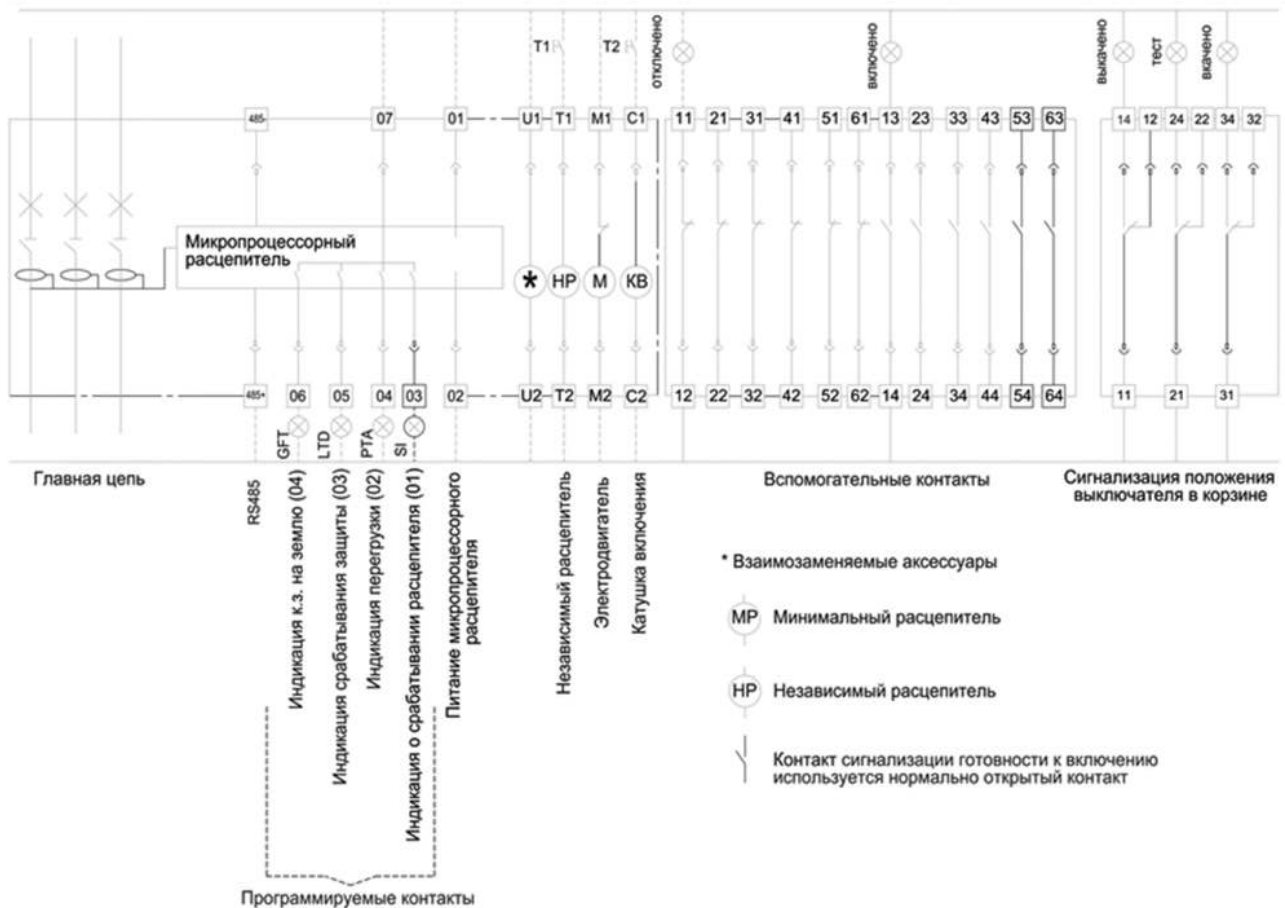 T1
T2
отключено
включено
выкачено
тест
вкачено
485-
07
01
U1
T1
M1
C1
11
21
31
41
51
61
13
23
33
43
53
63
14
12
24
22
34
32
Микропроцессорный
расцепитель
*
НР
М
КВ
485+
06
05
04
03
02
U2
T2
M2
C2
12
22
32
42
52
62
14
24
34
44
54
64
11
21
31
GFT
LTD
PTA
SI
Главная цепь
RS485
Индикация к.з. на землю (04)
Индикация срабатывания защиты (03)
Индикация перегрузки (02)
Индикация о срабатывании расцепителя (01)
Питание микропроцессорного
расцепителя
Независимый расцепитель
Электродвигатель
Катушка включения
Вспомогательные контакты
Сигнализация положения
выключателя в корзине
* Взаимозаменяемые аксессуары
МР Минимальный расцепитель
НР Независимый расцепитель
Контакт сигнализации готовности к включению
используется нормально открытый контакт
Программируемые контакты